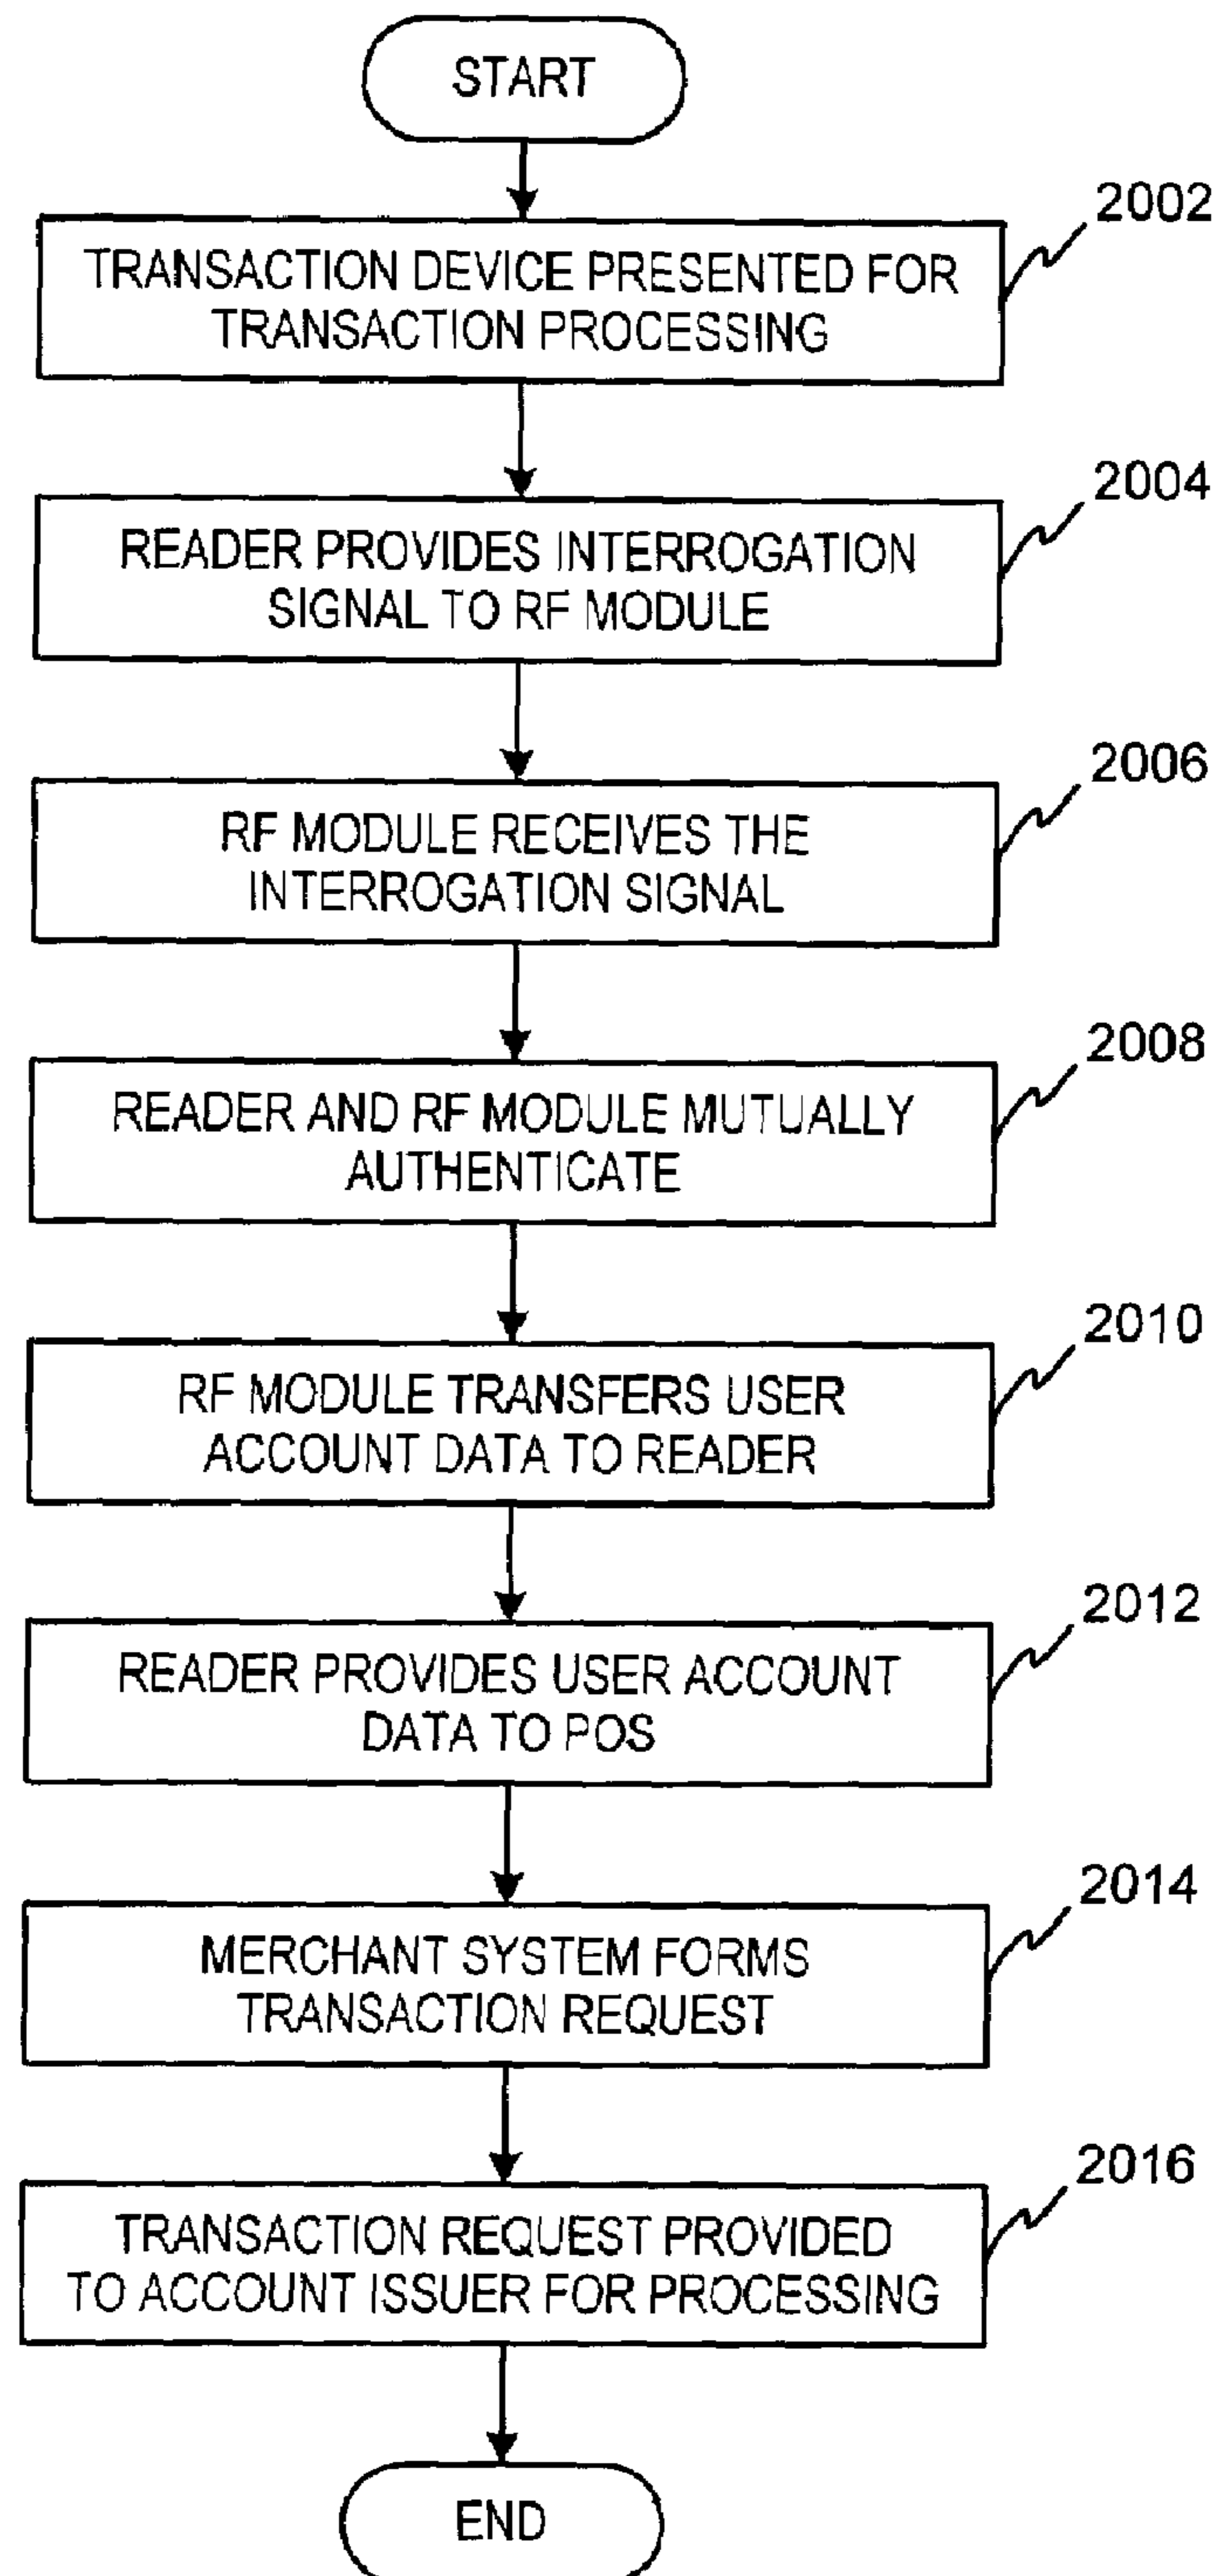 START
2002
TRANSACTION DEVICE PRESENTED FOR
TRANSACTION PROCESSING
2004
READER PROVIDES INTERROGATION
SIGNAL TO RF MODULE
2006
RF MODULE RECEIVES THE
INTERROGATION SIGNAL
2008
READER AND RF MODULE MUTUALLY
AUTHENTICATE
2010
RF MODULE TRANSFERS USER
ACCOUNT DATA TO READER
2012
READER PROVIDES USER ACCOUNT
DATA TO POS
2014
MERCHANT SYSTEM FORMS
TRANSACTION REQUEST
2016
TRANSACTION REQUEST PROVIDED
TO ACCOUNT ISSUER FOR PROCESSING
END